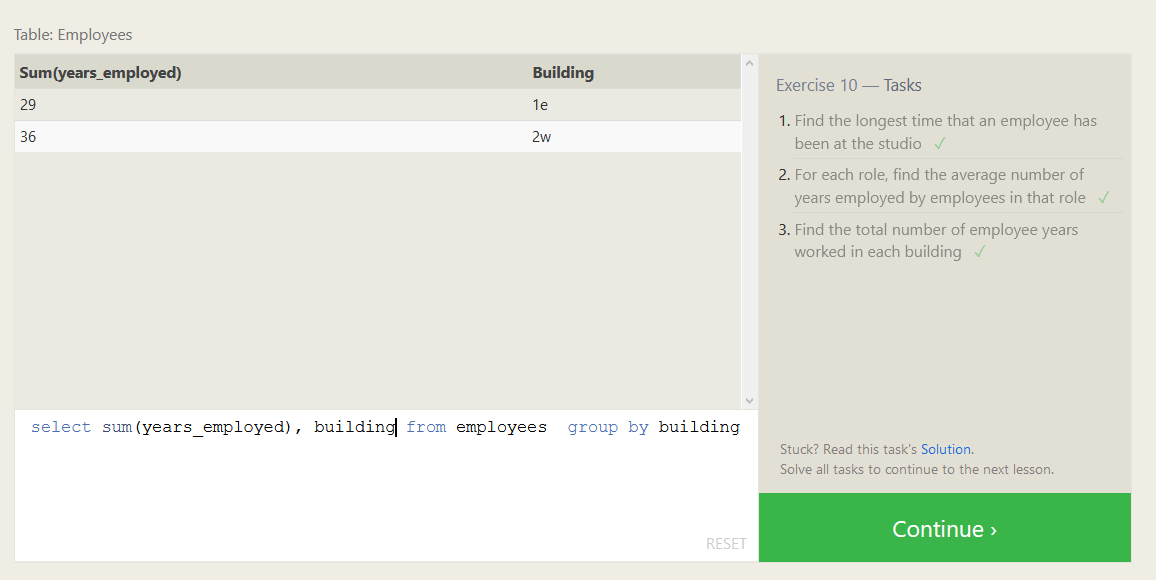 Table: Employees
Sum(years_employed) Building
29 1e
36 2w
select sum(years_employed), building from employees  group by building
RESET
Exercise 10 — Tasks
1. Find the longest time that an employee has
been at the studio ✓
2. For each role, find the average number of
years employed by employees in that role ✓
3. Find the total number of employee years
worked in each building ✓
Stuck? Read this task's Solution.
Solve all tasks to continue to the next lesson.
Continue ›